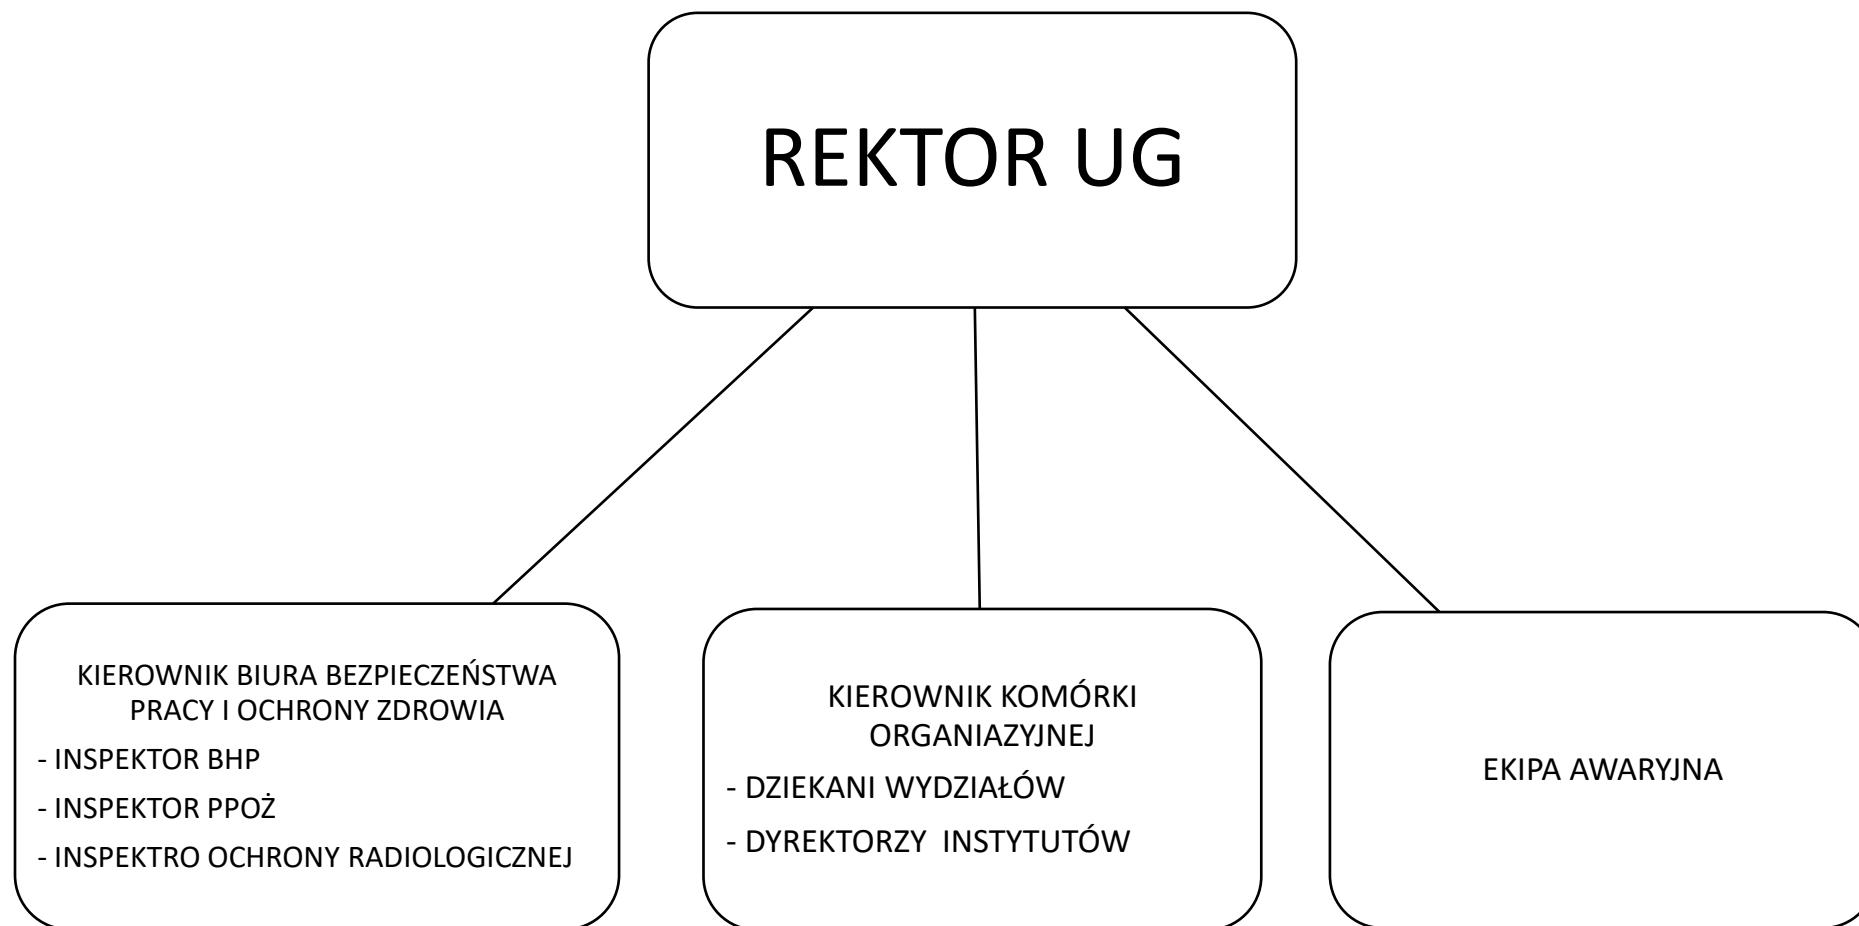 REKTOR UG
KIEROWNIK BIURA BEZPIECZEŃSTWA
PRACY I OCHRONY ZDROWIA
- INSPEKTOR BHP
- INSPEKTOR PPOŻ
- INSPEKTRO OCHRONY RADIOLOGICZNEJ
KIEROWNIK KOMÓRKI
ORGANIAZYJNEJ
- DZIEKANI WYDZIAŁÓW
- DYREKTORZY  INSTYTUTÓW
EKIPA AWARYJNA